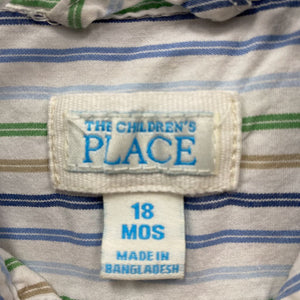 THE CHILDREN'S
PLACE
18
MOS
MADE IN
BANGLADESH